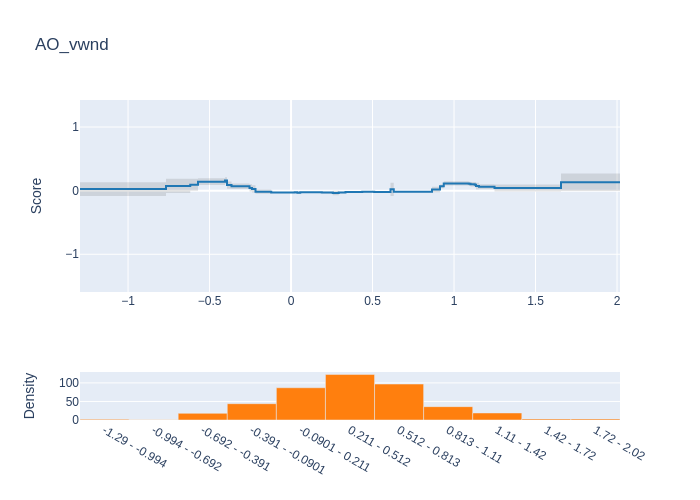 AO_vwnd
Score
1
0
−1
−1
−0.5
0
0.5
1
1.5
2
Density
100
50
0
-1.29 - -0.994
-0.994 - -0.692
-0.692 - -0.391
-0.391 - -0.0901
-0.0901 - 0.211
0.211 - 0.512
0.512 - 0.813
0.813 - 1.11
1.11 - 1.42
1.42 - 1.72
1.72 - 2.02